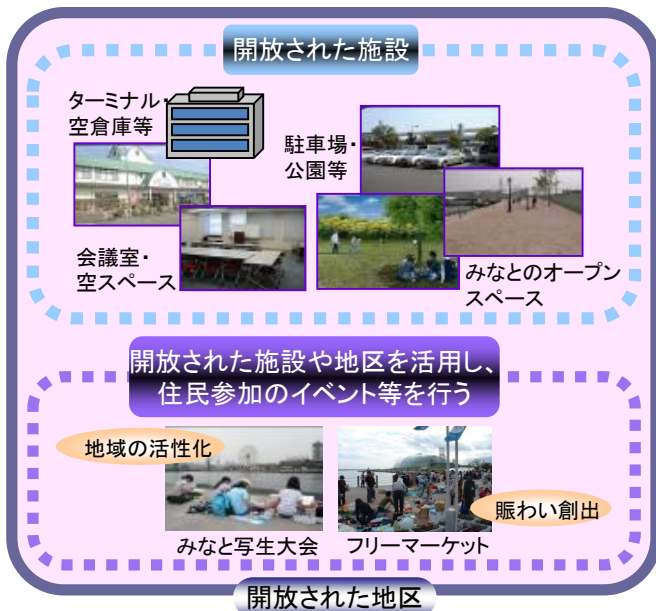 開放された施設
ターミナル・
空倉庫等
駐車場・
公園等
会議室・
空スペース
みなとのオープン
スペース
開放された施設や地区を活用し、
住民参加のイベント等を行う
地域の活性化
賑わい創出
みなと写生大会
フリーマーケット
開放された地区